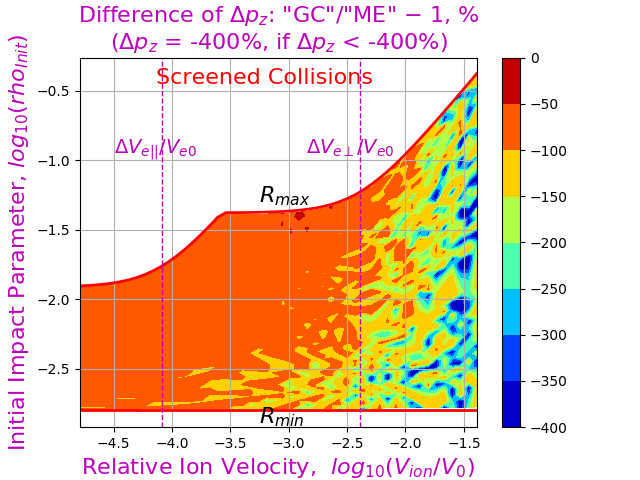 Difference of Δp_z: "GC"/"ME" − 1, %
(Δp_z = -400%, if Δp_z < -400%)
Screened Collisions
ΔV_e||/V_e0
ΔV_e⊥/V_e0
R_max
R_min
Initial Impact Parameter, log_10(rho_Init)
−0.5
−1.0
−1.5
−2.0
−2.5
−4.5 −4.0 −3.5 −3.0 −2.5 −2.0 −1.5
Relative Ion Velocity, log_10(V_ion/V_0)
0
−50
−100
−150
−200
−250
−300
−350
−400